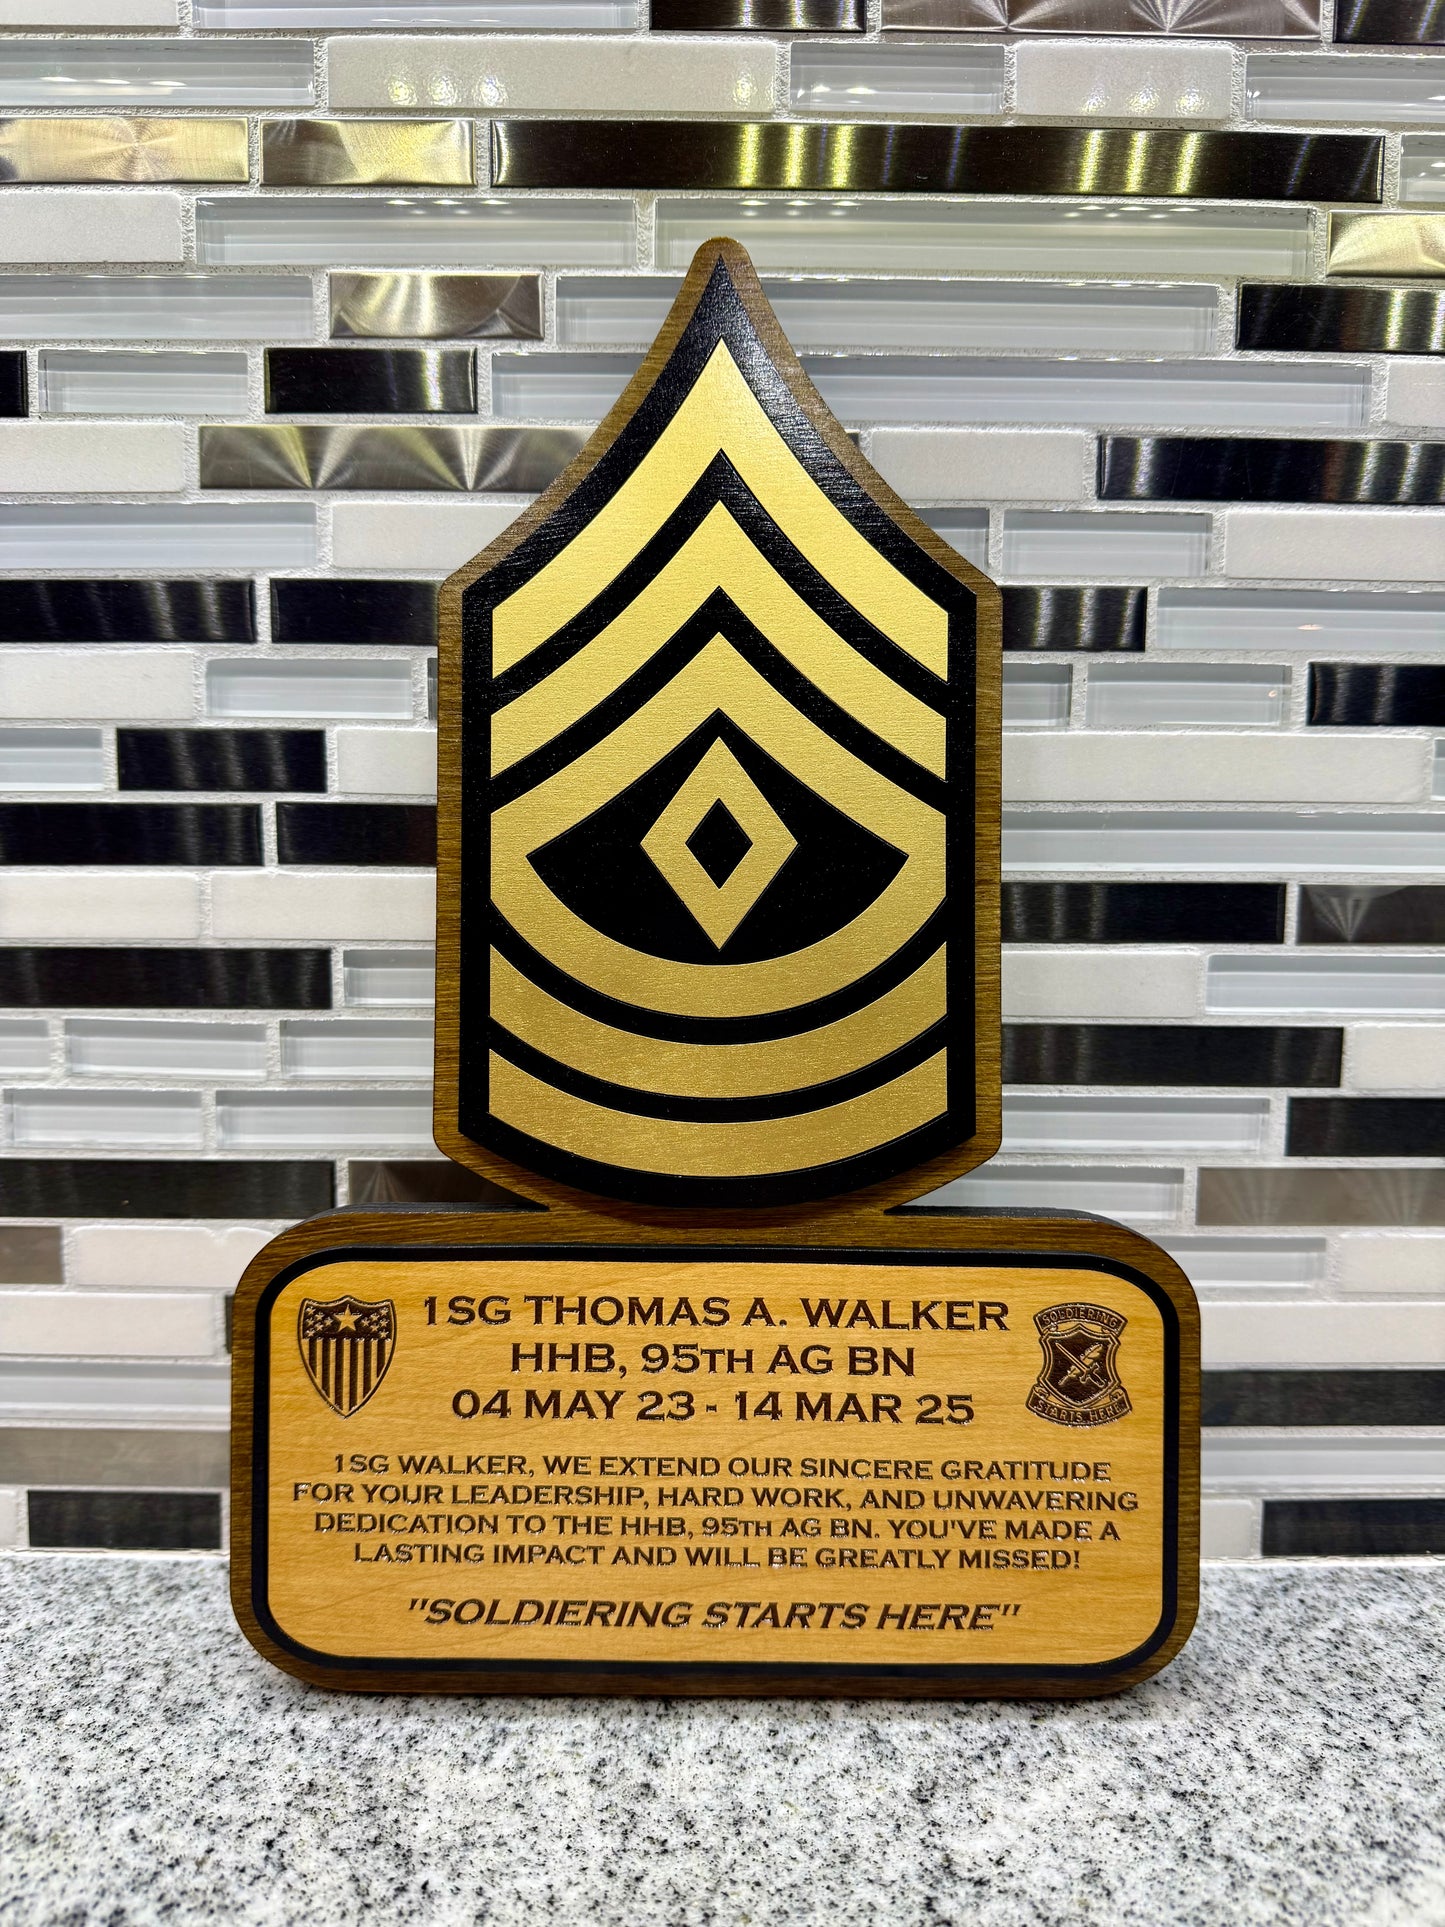 1SG THOMAS A. WALKER
HHB, 95TH AG BN
04 MAY 23 - 14 MAR 25
SOLDIERING
STARTS HERE
1SG WALKER, WE EXTEND OUR SINCERE GRATITUDE
FOR YOUR LEADERSHIP, HARD WORK, AND UNWAVERING
DEDICATION TO THE HHB, 95TH AG BN. YOU'VE MADE A
LASTING IMPACT AND WILL BE GREATLY MISSED!
"SOLDIERING STARTS HERE"